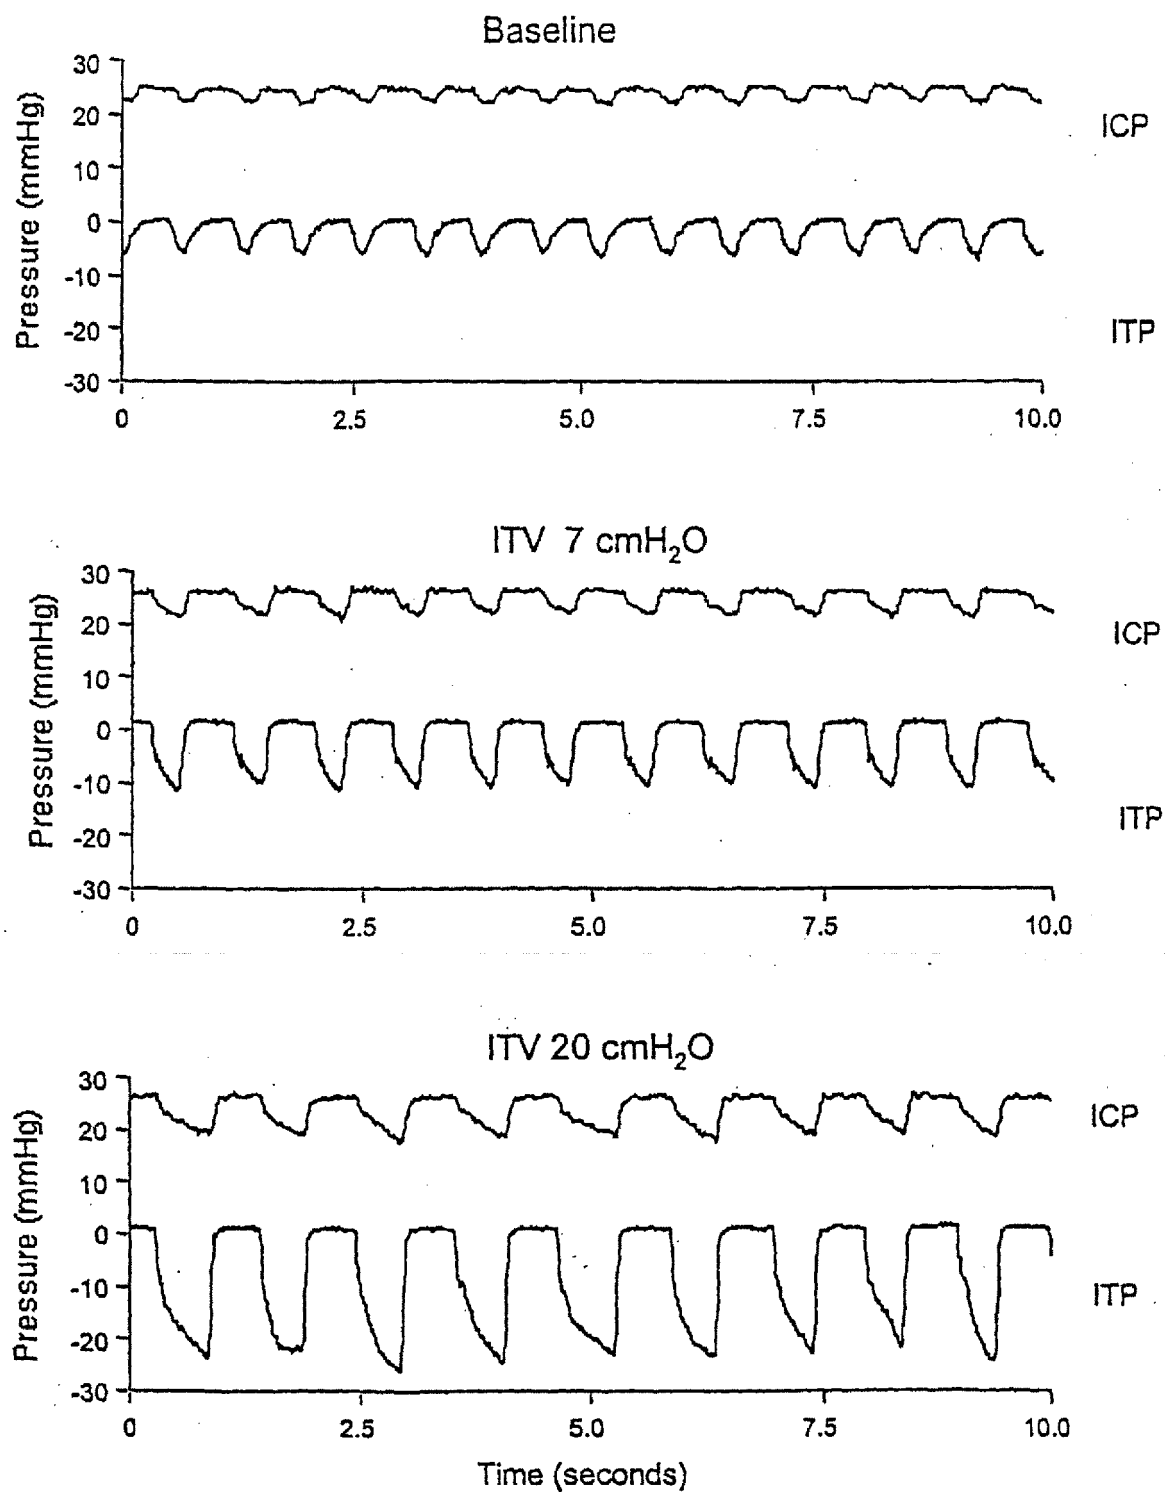 Baseline
30
20
10
0
-10
-20
-30
Pressure (mmHg)
ICP
ITP
0 2.5 5.0 7.5 10.0
ITV 7 cmH₂O
30
20
10
0
-10
-20
-30
Pressure (mmHg)
ICP
ITP
0 2.5 5.0 7.5 10.0
ITV 20 cmH₂O
30
20
10
0
-10
-20
-30
Pressure (mmHg)
ICP
ITP
0 2.5 5.0 7.5 10.0
Time (seconds)